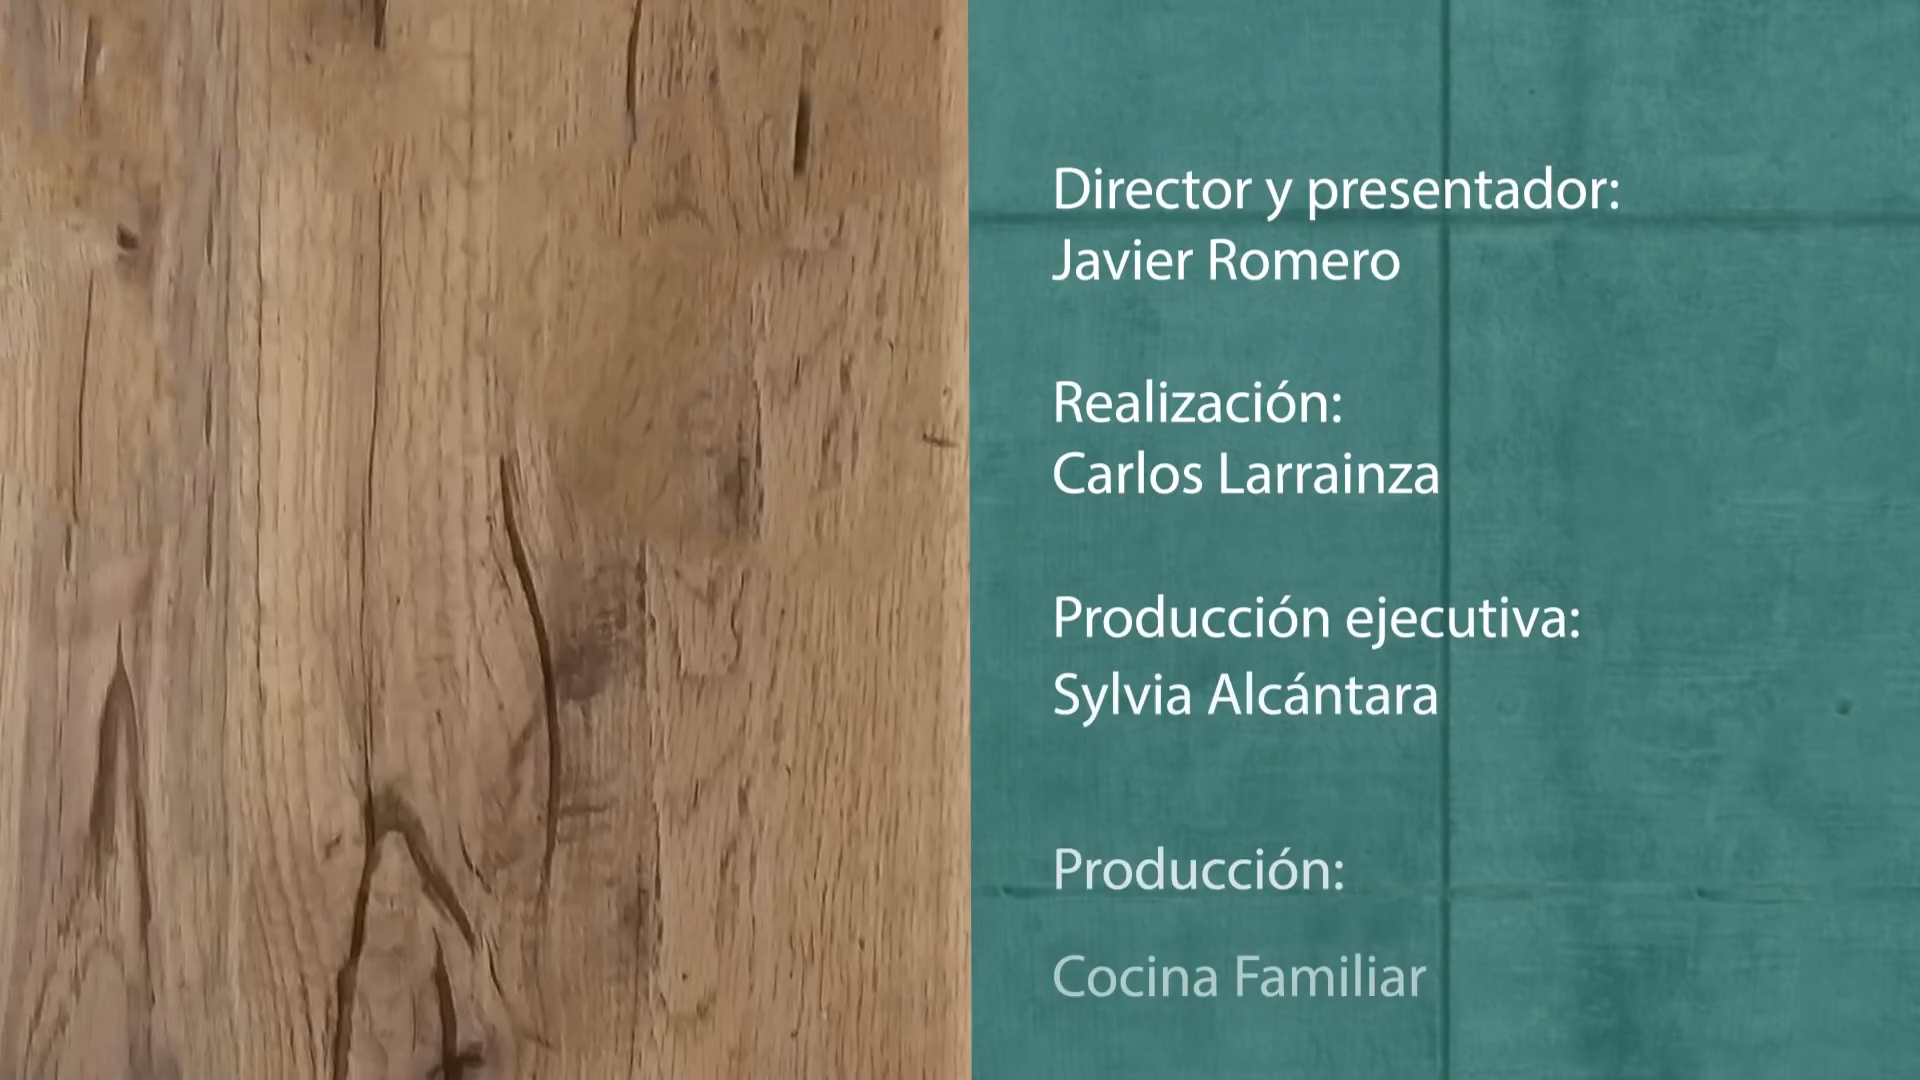 Director y presentador:
Javier Romero
Realización:
Carlos Larrainza
Producción ejecutiva:
Sylvia Alcántara
Producción:
Cocina Familiar